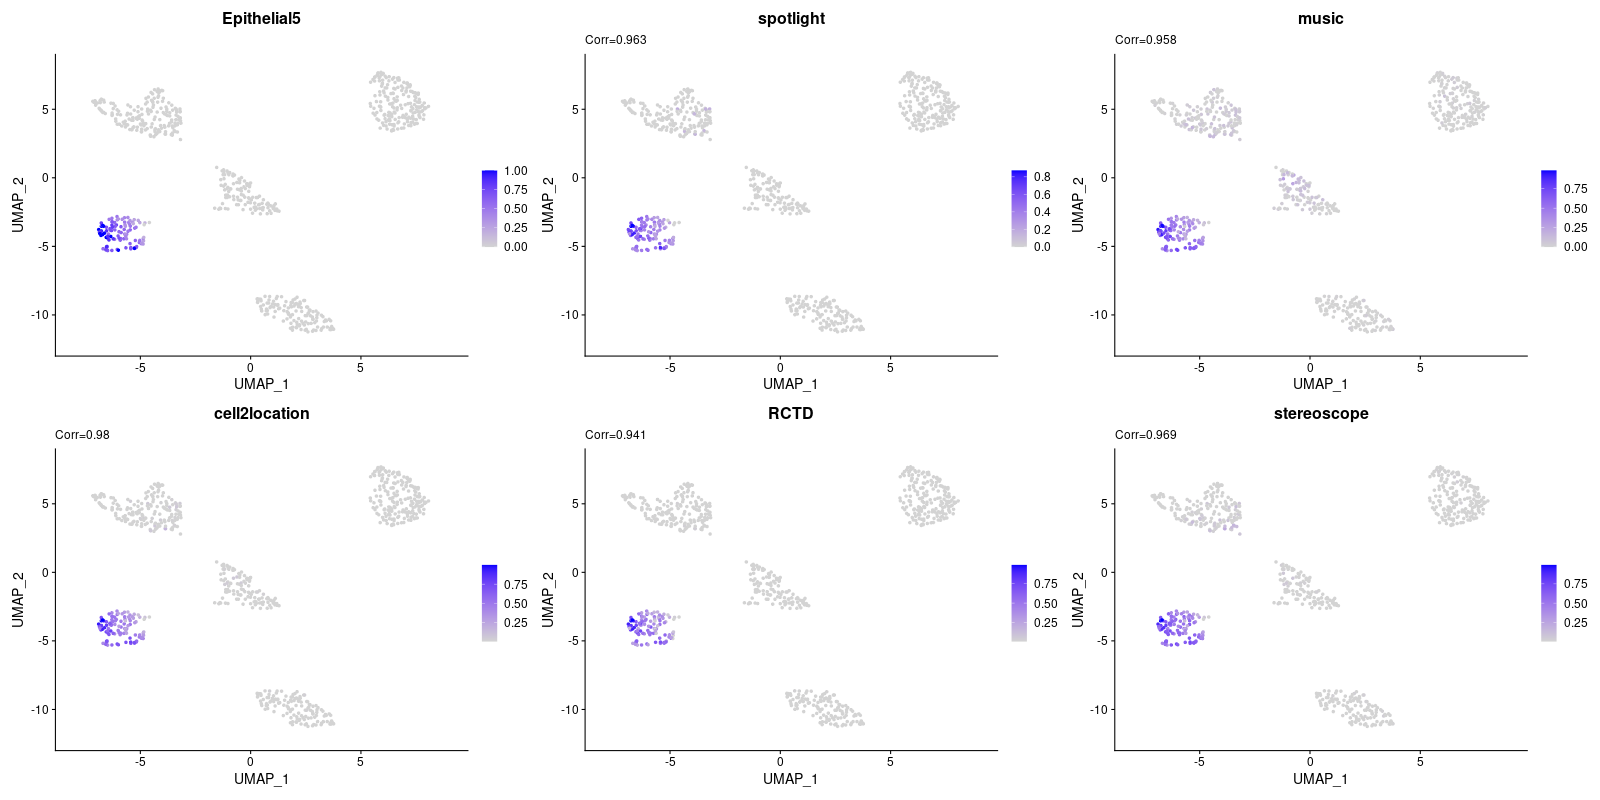 Epithelial5
UMAP_2
5
0
-5
-10
-5
0
5
UMAP_1
1.00
0.75
0.50
0.25
0.00
spotlight
Corr=0.963
UMAP_2
5
0
-5
-10
-5
0
5
UMAP_1
0.8
0.6
0.4
0.2
0.0
music
Corr=0.958
UMAP_2
5
0
-5
-10
-5
0
5
UMAP_1
0.75
0.50
0.25
0.00
cell2location
Corr=0.98
UMAP_2
5
0
-5
-10
-5
0
5
UMAP_1
0.75
0.50
0.25
RCTD
Corr=0.941
UMAP_2
5
0
-5
-10
-5
0
5
UMAP_1
0.75
0.50
0.25
stereoscope
Corr=0.969
UMAP_2
5
0
-5
-10
-5
0
5
UMAP_1
0.75
0.50
0.25